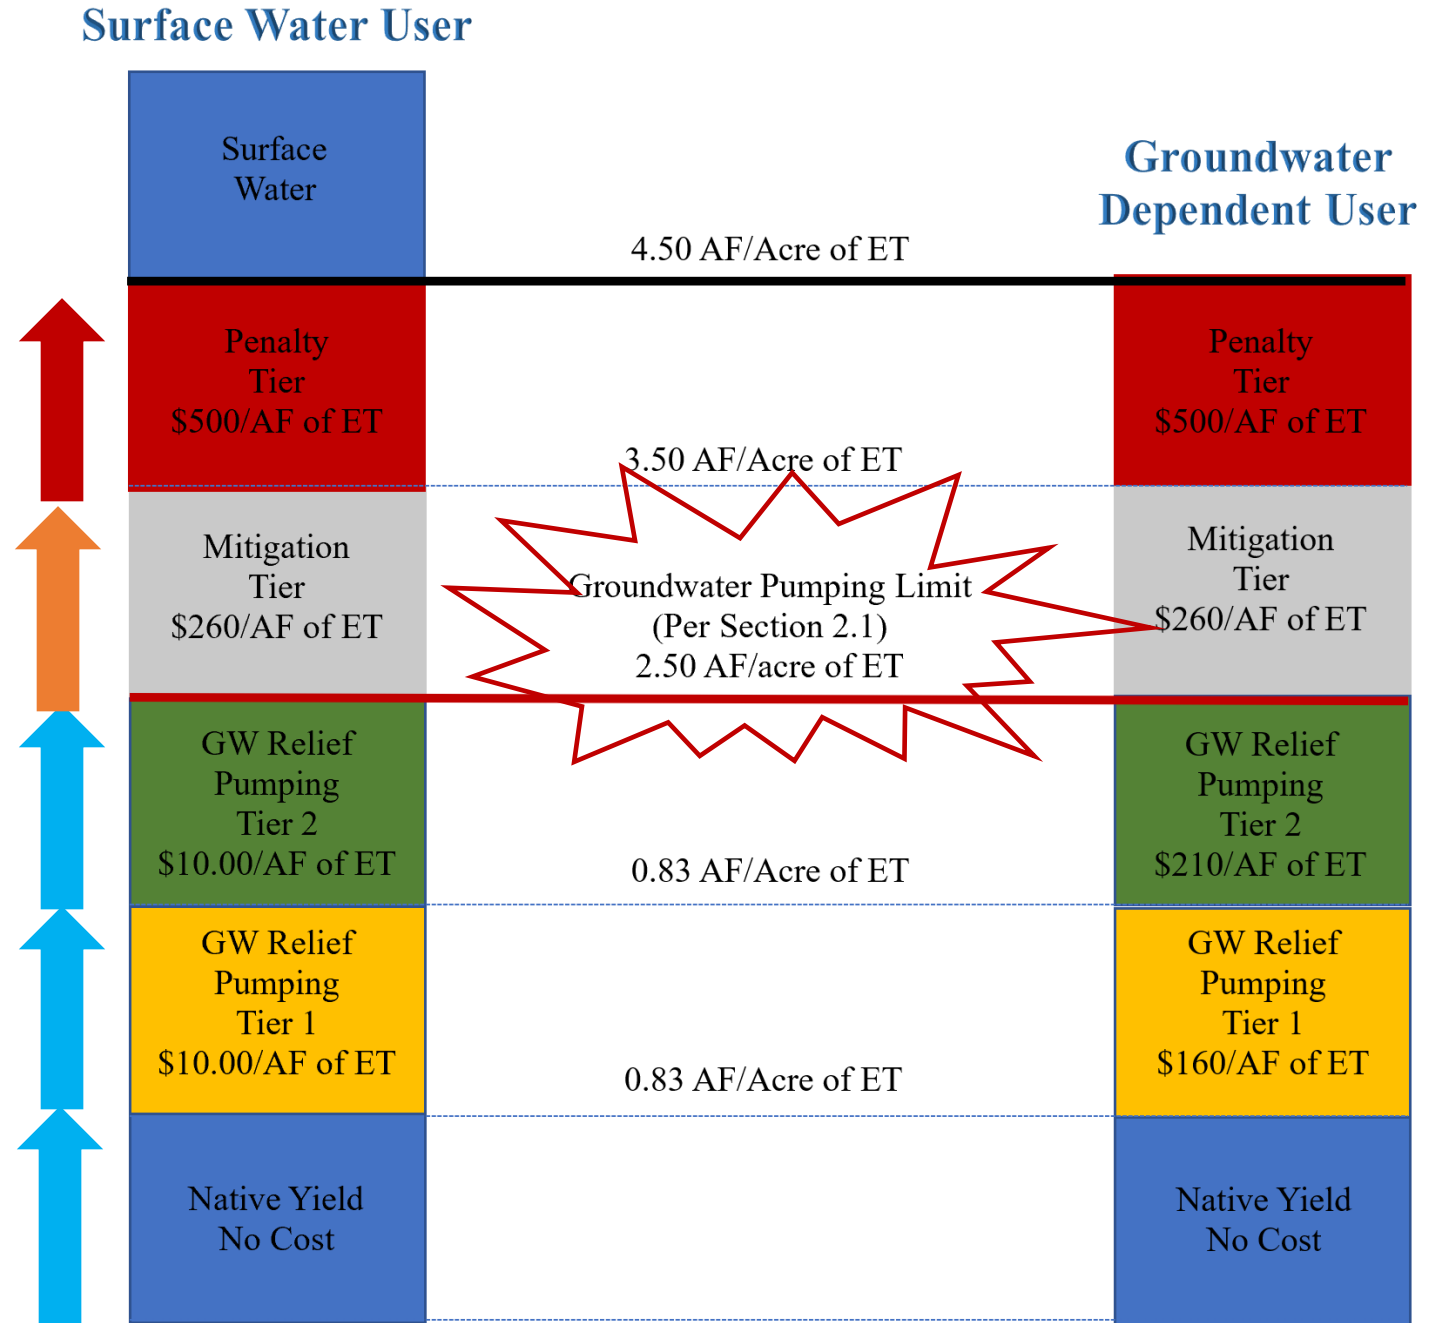 Surface Water User
Surface
Water
Groundwater
Dependent User
4.50 AF/Acre of ET
Penalty
Tier
$500/AF of ET
Penalty
Tier
$500/AF of ET
3.50 AF/Acre of ET
Mitigation
Tier
$260/AF of ET
Groundwater Pumping Limit
(Per Section 2.1)
2.50 AF/acre of ET
Mitigation
Tier
$260/AF of ET
GW Relief
Pumping
Tier 2
$10.00/AF of ET
GW Relief
Pumping
Tier 2
$210/AF of ET
0.83 AF/Acre of ET
GW Relief
Pumping
Tier 1
$10.00/AF of ET
GW Relief
Pumping
Tier 1
$160/AF of ET
0.83 AF/Acre of ET
Native Yield
No Cost
Native Yield
No Cost